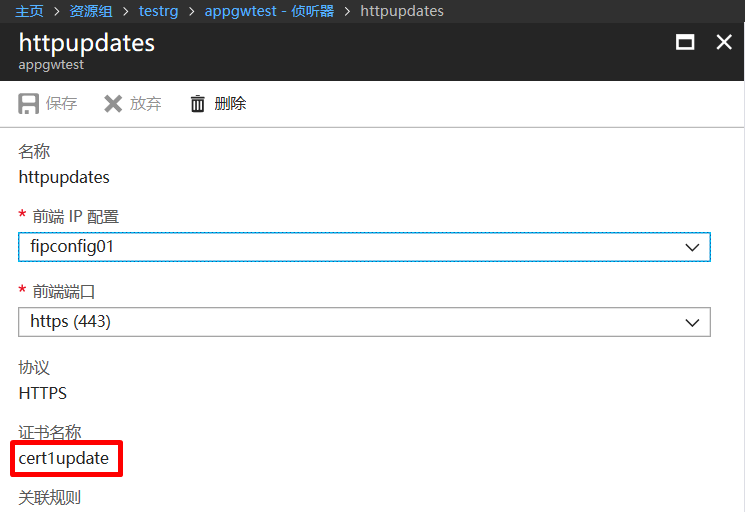 主页 > 资源组 > testrg > appgwtest - 侦听器 > httpupdates
httpupdates
appgwtest
保存 放弃 删除
名称
httpupdates
* 前端 IP 配置
fipconfig01
* 前端端口
https (443)
协议
HTTPS
证书名称
cert1update
关联规则